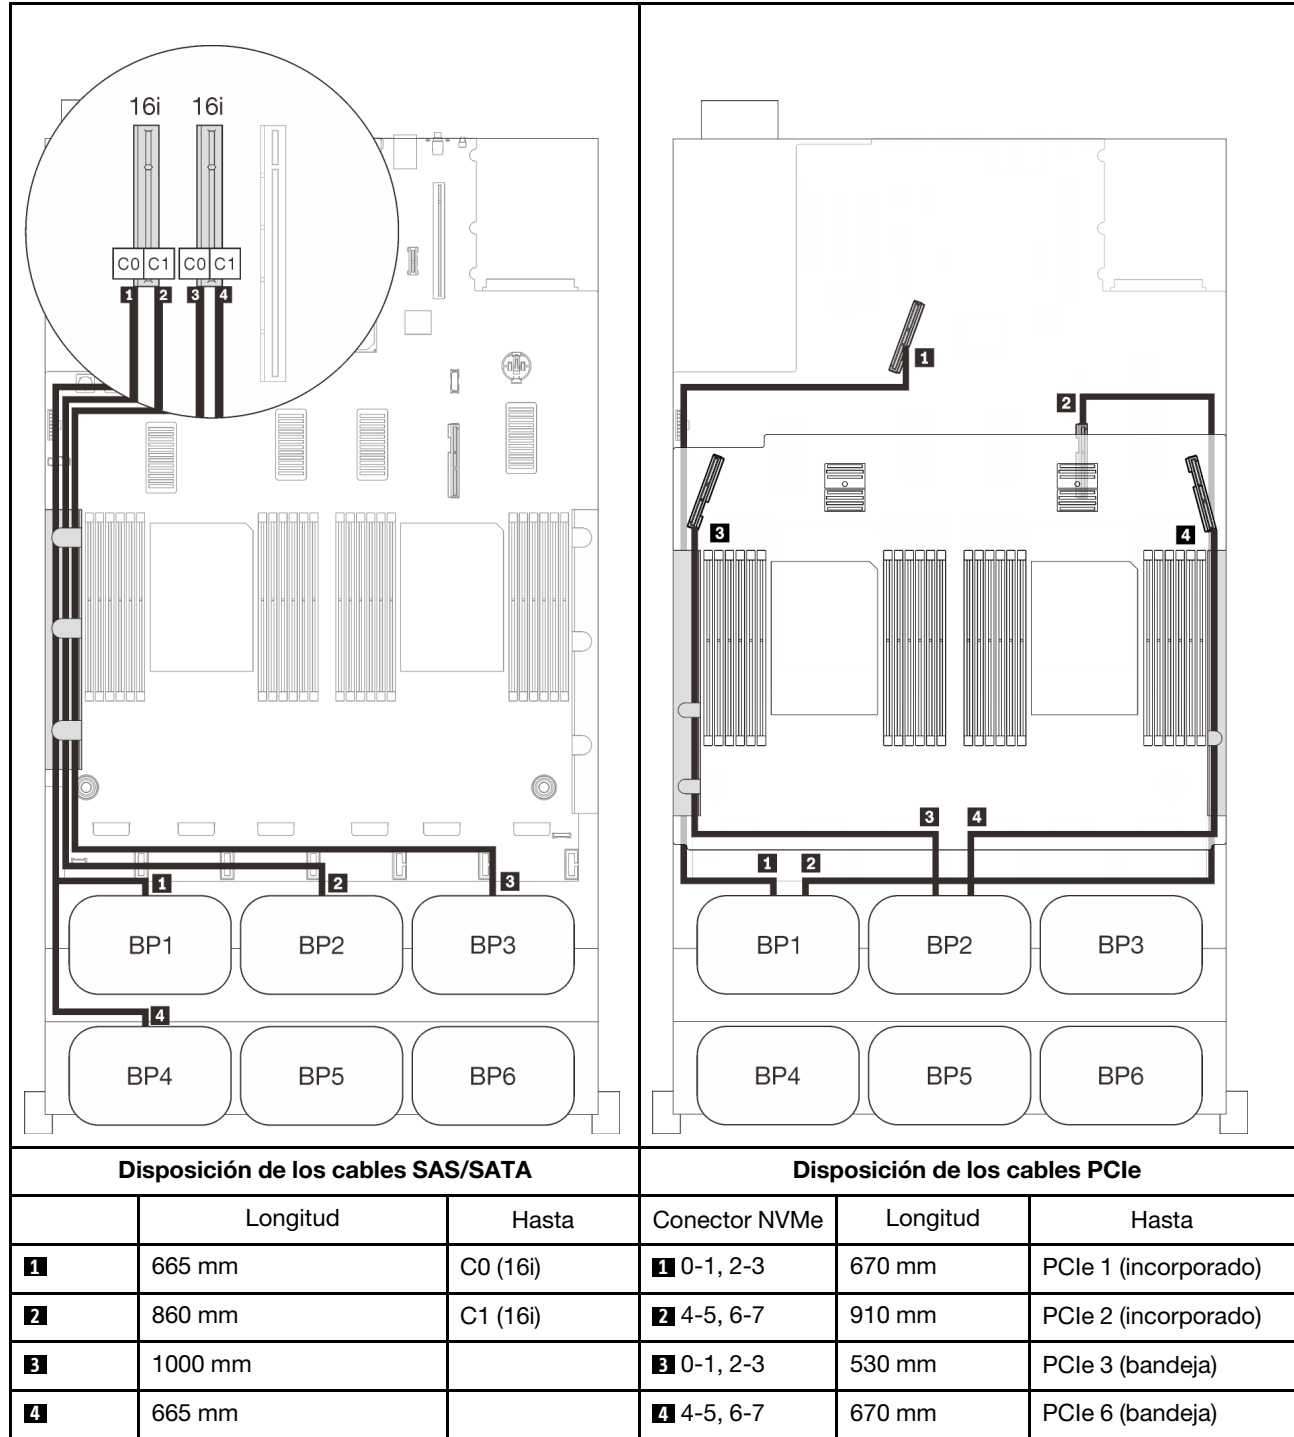 16i 16i
C0 C1 C0 C1
1 2 3 4
1 2 3
BP1 BP2 BP3
4
BP4 BP5 BP6
1
2
3 4
3 4
1 2
BP1 BP2 BP3
BP4 BP5 BP6
Disposición de los cables SAS/SATA
Longitud Hasta
1 665 mm C0 (16i)
2 860 mm C1 (16i)
3 1000 mm
4 665 mm
Disposición de los cables PCIe
Conector NVMe Longitud Hasta
1 0-1, 2-3 670 mm PCIe 1 (incorporado)
2 4-5, 6-7 910 mm PCIe 2 (incorporado)
3 0-1, 2-3 530 mm PCIe 3 (bandeja)
4 4-5, 6-7 670 mm PCIe 6 (bandeja)